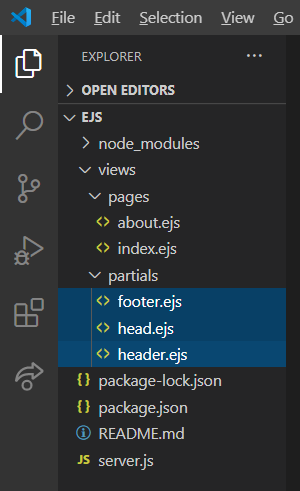 File Edit Selection View Go
EXPLORER ...
OPEN EDITORS
EJS
node_modules
views
pages
<> about.ejs
<> index.ejs
partials
<> footer.ejs
<> head.ejs
<> header.ejs
{} package-lock.json
{} package.json
README.md
JS server.js